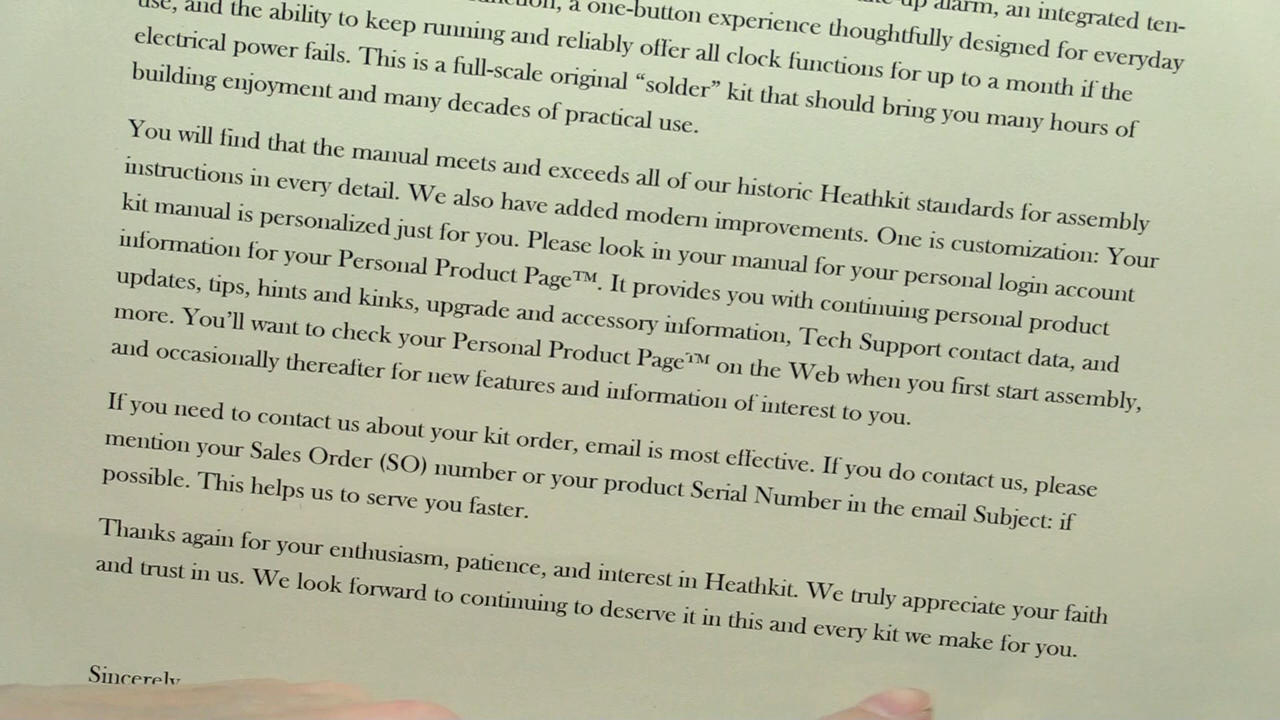 up alarm, an integrated ten-
use, and the ability to keep running and reliably offer all clock functions for up to a month if the
a one-button experience thoughtfully designed for everyday
electrical power fails. This is a full-scale original “solder” kit that should bring you many hours of
building enjoyment and many decades of practical use.
You will find that the manual meets and exceeds all of our historic Heathkit standards for assembly
instructions in every detail. We also have added modern improvements. One is customization: Your
kit manual is personalized just for you. Please look in your manual for your personal login account
information for your Personal Product Page™. It provides you with continuing personal product
updates, tips, hints and kinks, upgrade and accessory information, Tech Support contact data, and
more. You’ll want to check your Personal Product Page™ on the Web when you first start assembly,
and occasionally thereafter for new features and information of interest to you.
If you need to contact us about your kit order, email is most effective. If you do contact us, please
mention your Sales Order (SO) number or your product Serial Number in the email Subject: if
possible. This helps us to serve you faster.
Thanks again for your enthusiasm, patience, and interest in Heathkit. We truly appreciate your faith
and trust in us. We look forward to continuing to deserve it in this and every kit we make for you.
Sincerely